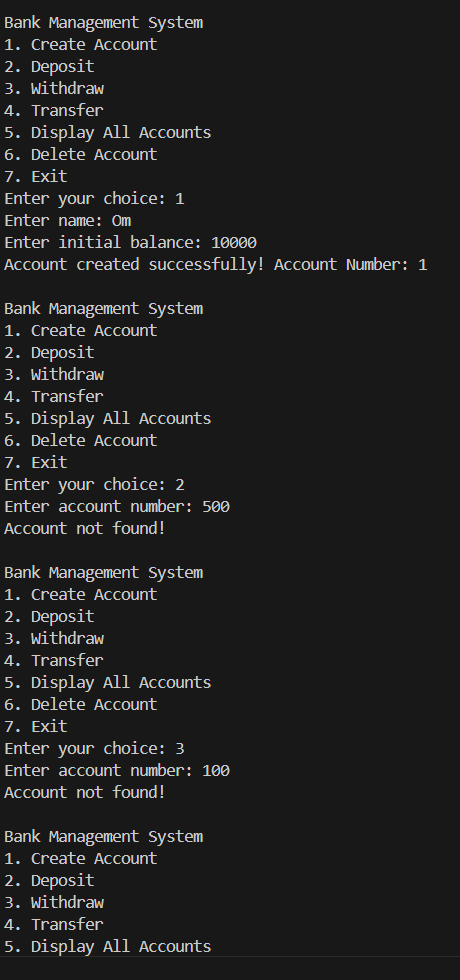 Bank Management System
1. Create Account
2. Deposit
3. Withdraw
4. Transfer
5. Display All Accounts
6. Delete Account
7. Exit
Enter your choice: 1
Enter name: Om
Enter initial balance: 10000
Account created successfully! Account Number: 1

Bank Management System
1. Create Account
2. Deposit
3. Withdraw
4. Transfer
5. Display All Accounts
6. Delete Account
7. Exit
Enter your choice: 2
Enter account number: 500
Account not found!

Bank Management System
1. Create Account
2. Deposit
3. Withdraw
4. Transfer
5. Display All Accounts
6. Delete Account
7. Exit
Enter your choice: 3
Enter account number: 100
Account not found!

Bank Management System
1. Create Account
2. Deposit
3. Withdraw
4. Transfer
5. Display All Accounts